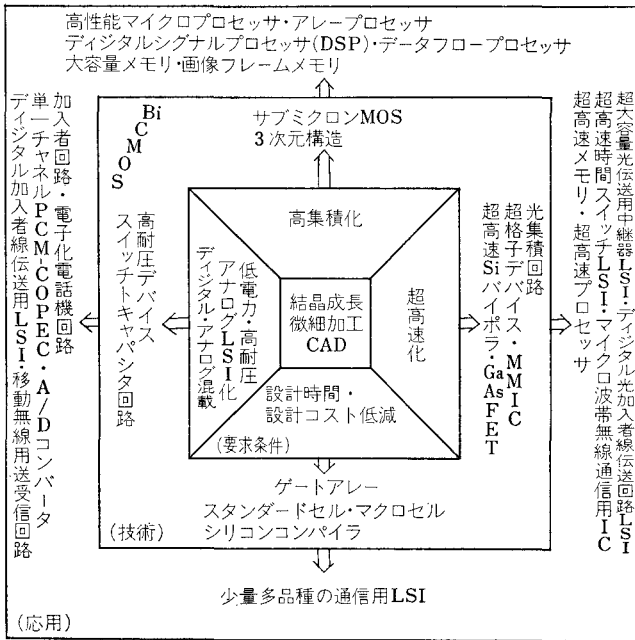 高性能マイクロプロセッサ・アレープロセッサ
ディジタルシグナルプロセッサ(DSP)・データフロープロセッサ
大容量メモリ・画像フレームメモリ
加入者回路・電子化電話機回路
単一チャネルPCM-COPEC・A/Dコンバータ
ディジタル加入者線伝送用LSI・移動無線用送受信回路
BiCMOS
サブミクロンMOS
3次元構造
高耐圧デバイス
スイッチトキャパシタ回路
高集積化
低電力・高耐圧
アナログLSI化
ディジタル・アナログ混載
結晶成長
微細加工
CAD
超高速化
設計時間・
設計コスト低減
(要求条件)
光集積回路
超格子デバイス・MMIC
超高速Siバイポラ・GaAsFET
超大容量光伝送用中継器LSI・ディジタル光加入者線伝送回路LSI
超高速時間スイッチLSI・マイクロ波帯無線通信用IC
超高速メモリ・超高速プロセッサ
ゲートアレー
スタンダードセル・マクロセル
シリコンコンパイラ
(技術)
少量多品種の通信用LSI
(応用)